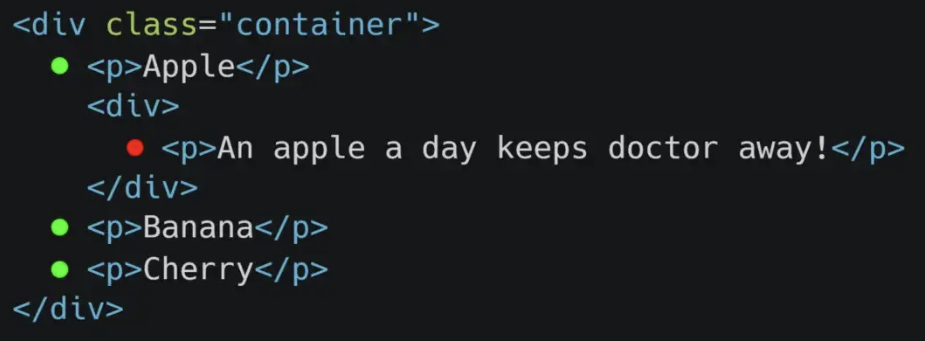 <div class="container">
<p>Apple</p>
<div>
<p>An apple a day keeps doctor away!</p>
</div>
<p>Banana</p>
<p>Cherry</p>
</div>